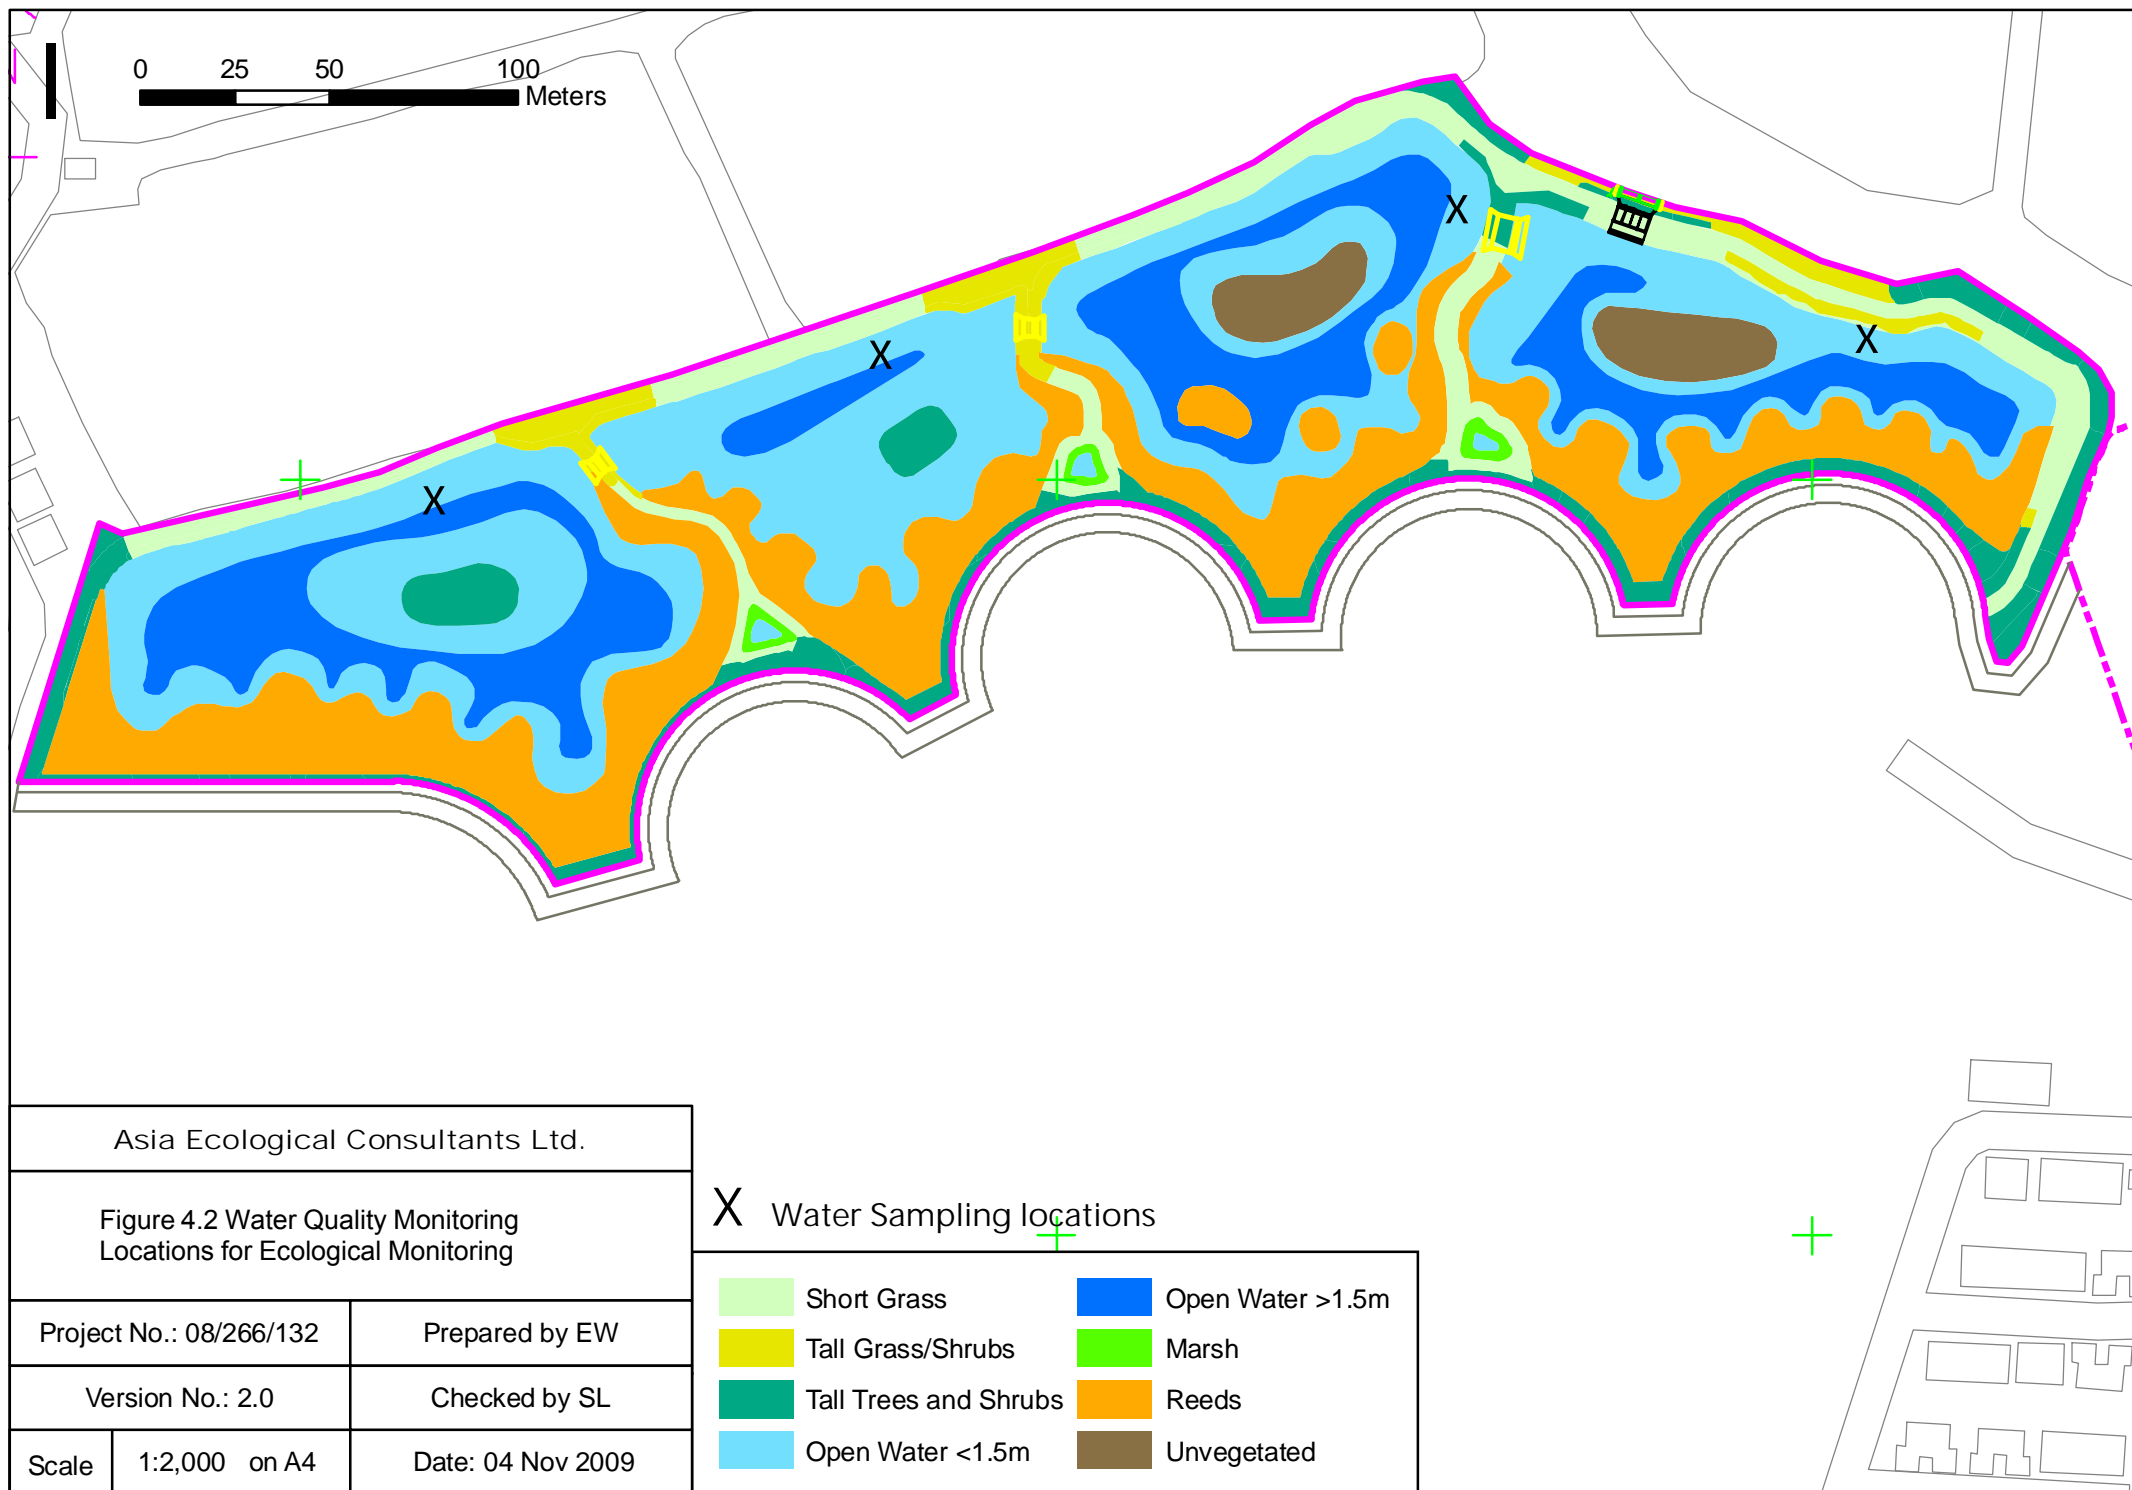 0 25 50 100
Meters
X
X
X
X
Asia Ecological Consultants Ltd.
Figure 4.2 Water Quality Monitoring
Locations for Ecological Monitoring
Project No.: 08/266/132
Prepared by EW
Version No.: 2.0
Checked by SL
Scale
1:2,000 on A4
Date: 04 Nov 2009
X Water Sampling locations
Short Grass
Tall Grass/Shrubs
Tall Trees and Shrubs
Open Water <1.5m
Open Water >1.5m
Marsh
Reeds
Unvegetated